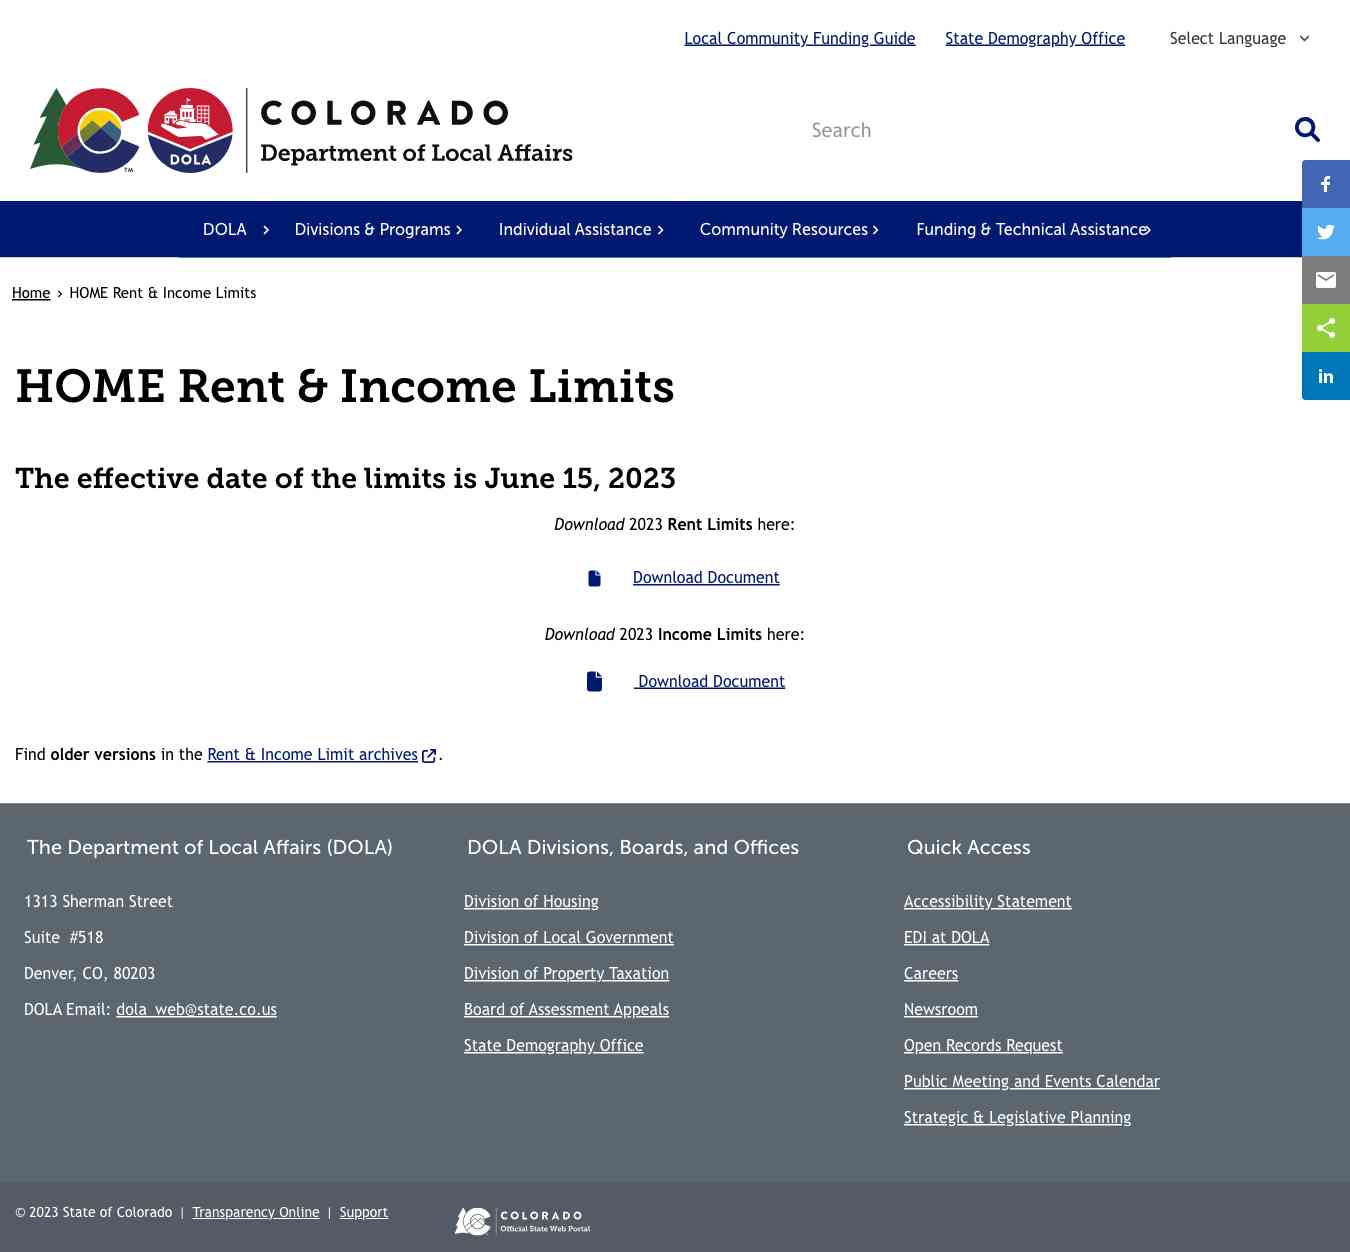 Local Community Funding Guide State Demography Office Select Language
COLORADO
Department of Local Affairs
DOLA
TM
Search
DOLA Divisions & Programs Individual Assistance Community Resources Funding & Technical Assistance
Home › HOME Rent & Income Limits
HOME Rent & Income Limits
The effective date of the limits is June 15, 2023
Download 2023 Rent Limits here:
Download Document
Download 2023 Income Limits here:
Download Document
Find older versions in the Rent & Income Limit archives.
The Department of Local Affairs (DOLA)
1313 Sherman Street
Suite #518
Denver, CO, 80203
DOLA Email: dola_web@state.co.us
DOLA Divisions, Boards, and Offices
Division of Housing
Division of Local Government
Division of Property Taxation
Board of Assessment Appeals
State Demography Office
Quick Access
Accessibility Statement
EDI at DOLA
Careers
Newsroom
Open Records Request
Public Meeting and Events Calendar
Strategic & Legislative Planning
© 2023 State of Colorado | Transparency Online | Support
COLORADO
Official State Web Portal